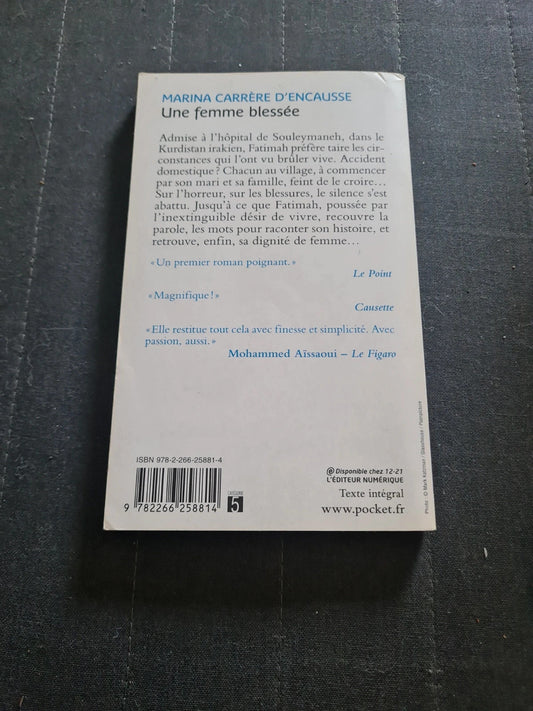 MARINA CARRÈRE D'ENCAUSSE
Une femme blessée
Admise à l'hôpital de Souleymaneh, dans le
Kurdistan irakien, Fatimah préfère taire les cir-
constances qui l'ont vu brûler vive. Accident
domestique ? Chacun au village, à commencer
par son mari et sa famille, feint de le croire...
Sur l'horreur, sur les blessures, le silence s'est
abattu. Jusqu'à ce que Fatimah, poussée par
l'inextinguible désir de vivre, recouvre la
parole, les mots pour raconter son histoire, et
retrouve, enfin, sa dignité de femme...
« Un premier roman poignant. »
Le Point
« Magnifique ! »
Causette
« Elle restitue tout cela avec finesse et simplicité. Avec
passion, aussi. »
Mohammed Aïssaoui – Le Figaro
ISBN 978-2-266-25881-4
9 782266 258814
CATÉGORIE
5
@ Disponible chez 12-21
L'ÉDITEUR NUMÉRIQUE
Texte intégral
www.pocket.fr
Photo : © Mark